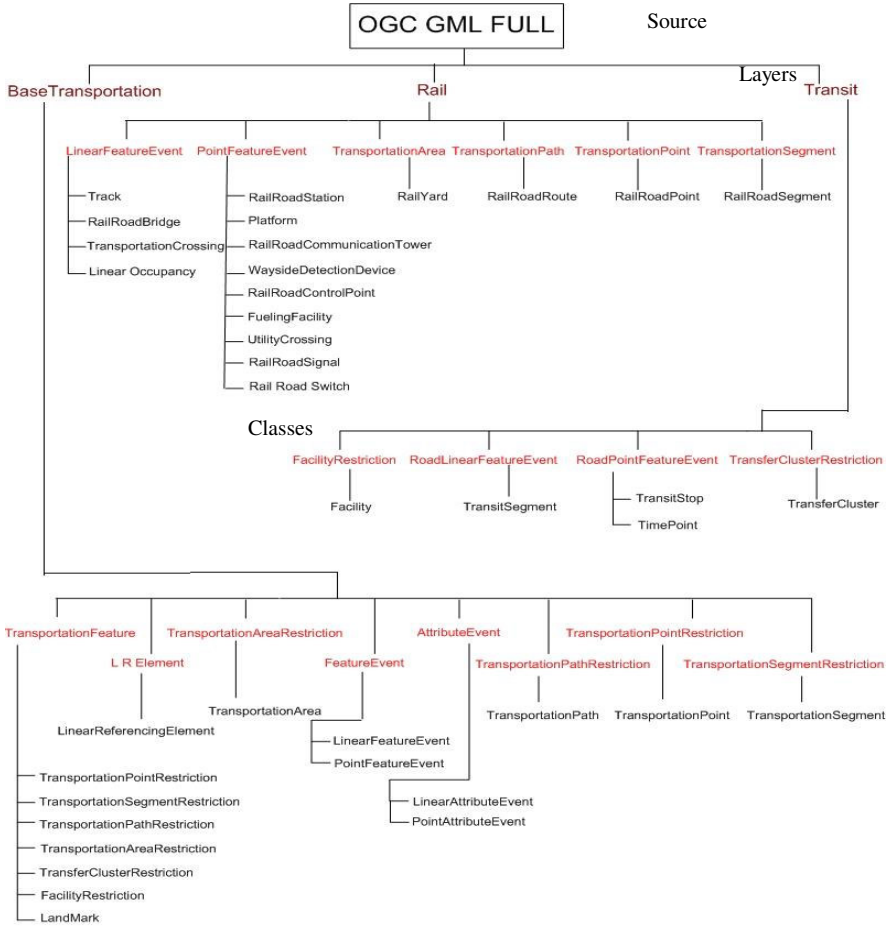 OGC GML FULL
Source
Layers
BaseTransportation
Rail
Transit
LinearFeatureEvent
PointFeatureEvent
TransportationArea
TransportationPath
TransportationPoint
TransportationSegment
Track
RailRoadBridge
TransportationCrossing
Linear Occupancy
RailRoadStation
Platform
RailRoadCommunicationTower
WaysideDetectionDevice
RailRoadControlPoint
FuelingFacility
UtilityCrossing
RailRoadSignal
Rail Road Switch
RailYard
RailRoadRoute
RailRoadPoint
RailRoadSegment
Classes
FacilityRestriction
RoadLinearFeatureEvent
RoadPointFeatureEvent
TransferClusterRestriction
Facility
TransitSegment
TransitStop
TimePoint
TransferCluster
TransportationFeature
L R Element
TransportationAreaRestriction
FeatureEvent
AttributeEvent
TransportationPathRestriction
TransportationPointRestriction
TransportationSegmentRestriction
LinearReferencingElement
TransportationArea
LinearFeatureEvent
PointFeatureEvent
LinearAttributeEvent
PointAttributeEvent
TransportationPath
TransportationPoint
TransportationSegment
TransportationPointRestriction
TransportationSegmentRestriction
TransportationPathRestriction
TransportationAreaRestriction
TransferClusterRestriction
FacilityRestriction
LandMark